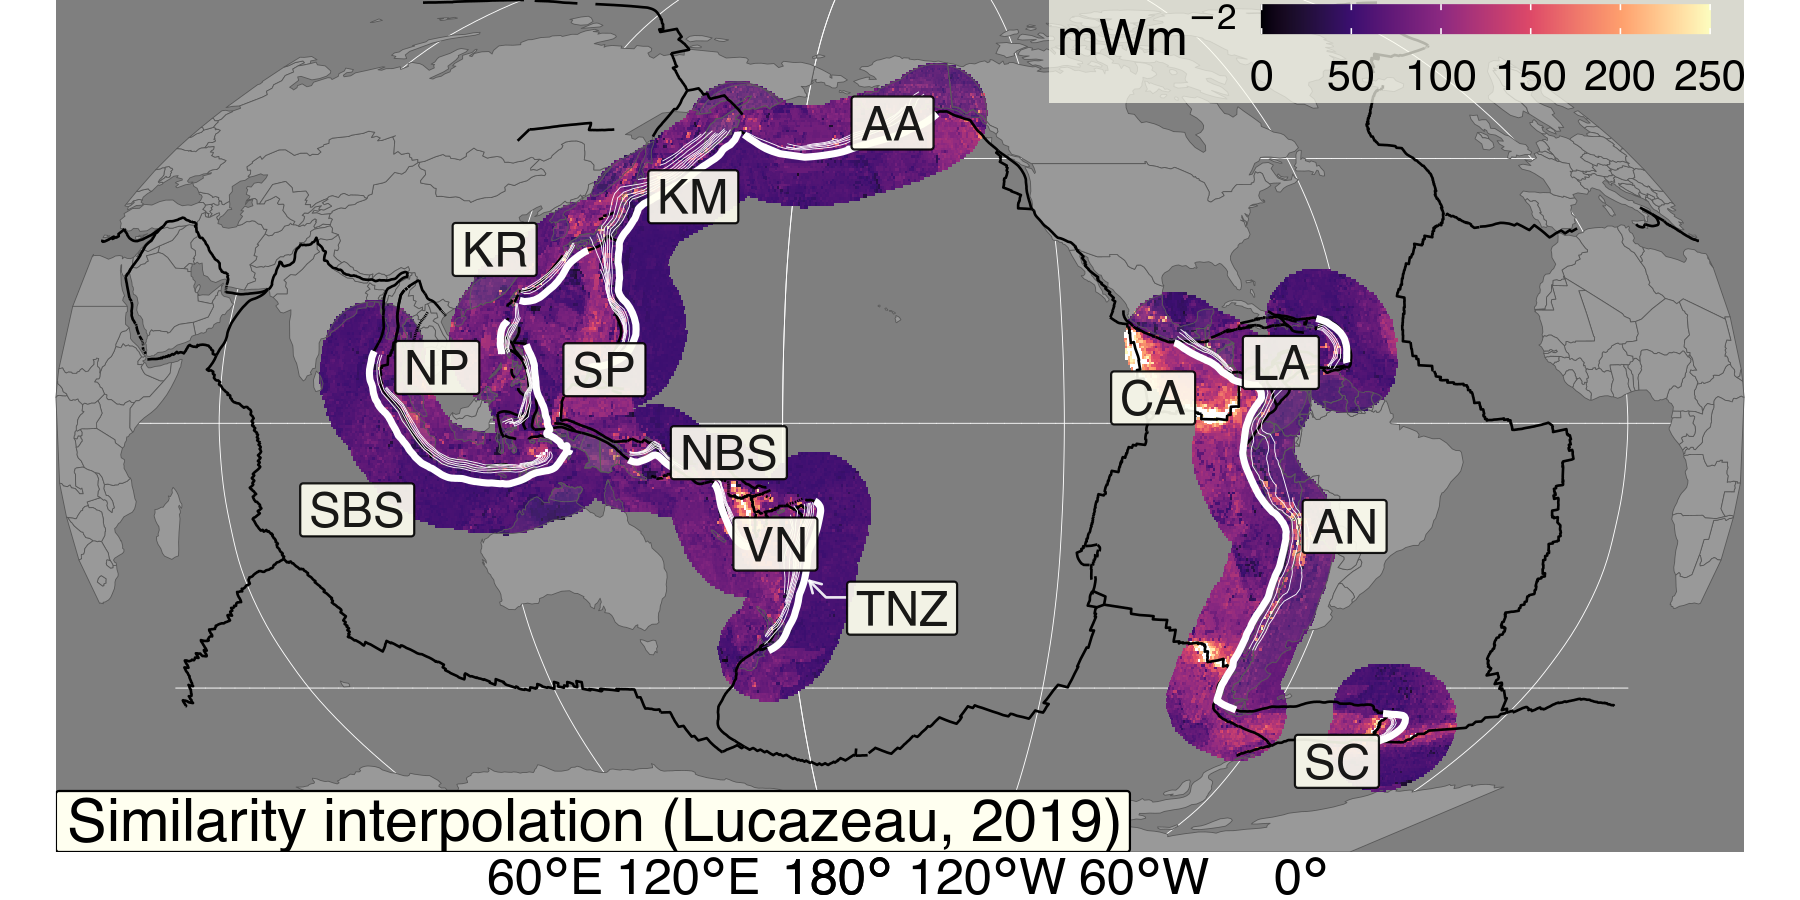 mWm−2
0 50 100 150 200 250
AA
KM
KR
NP
SP
LA
CA
NBS
SBS
AN
VN
TNZ
SC
Similarity interpolation (Lucazeau, 2019)
60°E 120°E 180° 120°W 60°W 0°